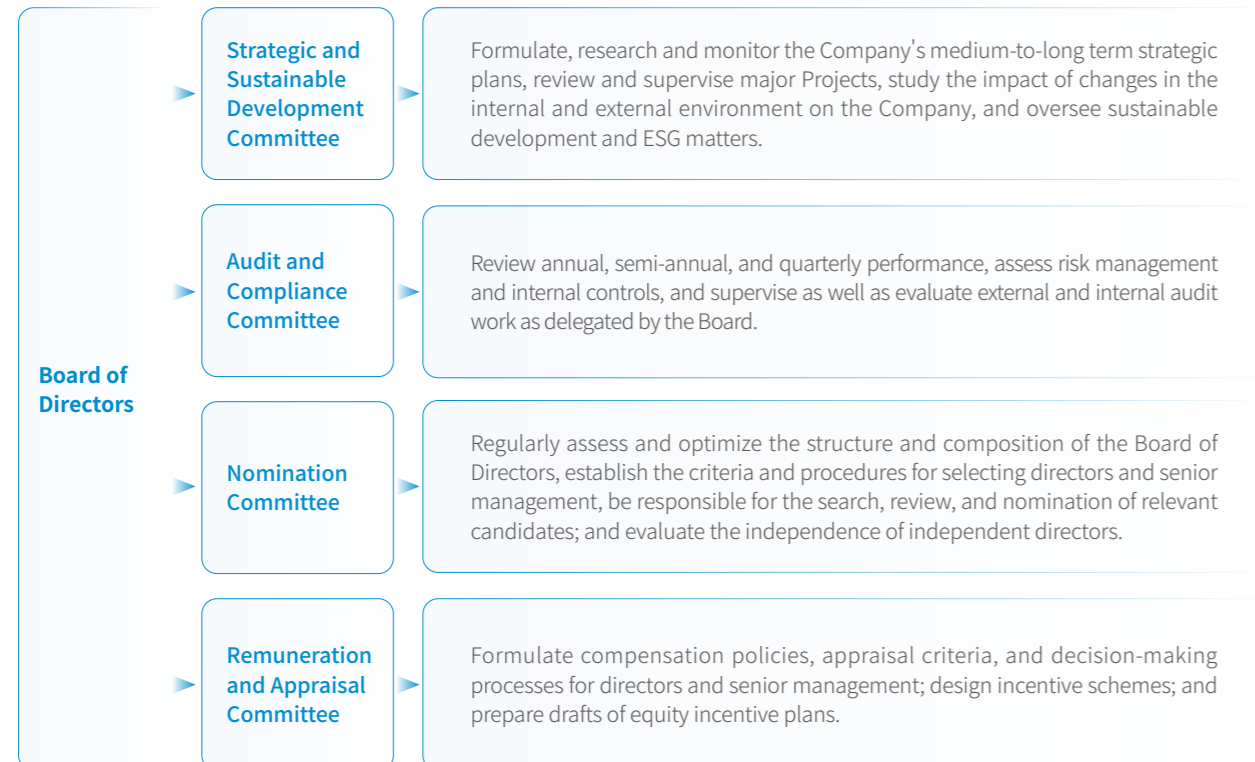 Board of
Directors
Strategic and
Sustainable
Development
Committee
Formulate, research and monitor the Company's medium-to-long term strategic
plans, review and supervise major Projects, study the impact of changes in the
internal and external environment on the Company, and oversee sustainable
development and ESG matters.
Audit and
Compliance
Committee
Review annual, semi-annual, and quarterly performance, assess risk management
and internal controls, and supervise as well as evaluate external and internal audit
work as delegated by the Board.
Nomination
Committee
Regularly assess and optimize the structure and composition of the Board of
Directors, establish the criteria and procedures for selecting directors and senior
management, be responsible for the search, review, and nomination of relevant
candidates; and evaluate the independence of independent directors.
Remuneration
and Appraisal
Committee
Formulate compensation policies, appraisal criteria, and decision-making
processes for directors and senior management; design incentive schemes; and
prepare drafts of equity incentive plans.